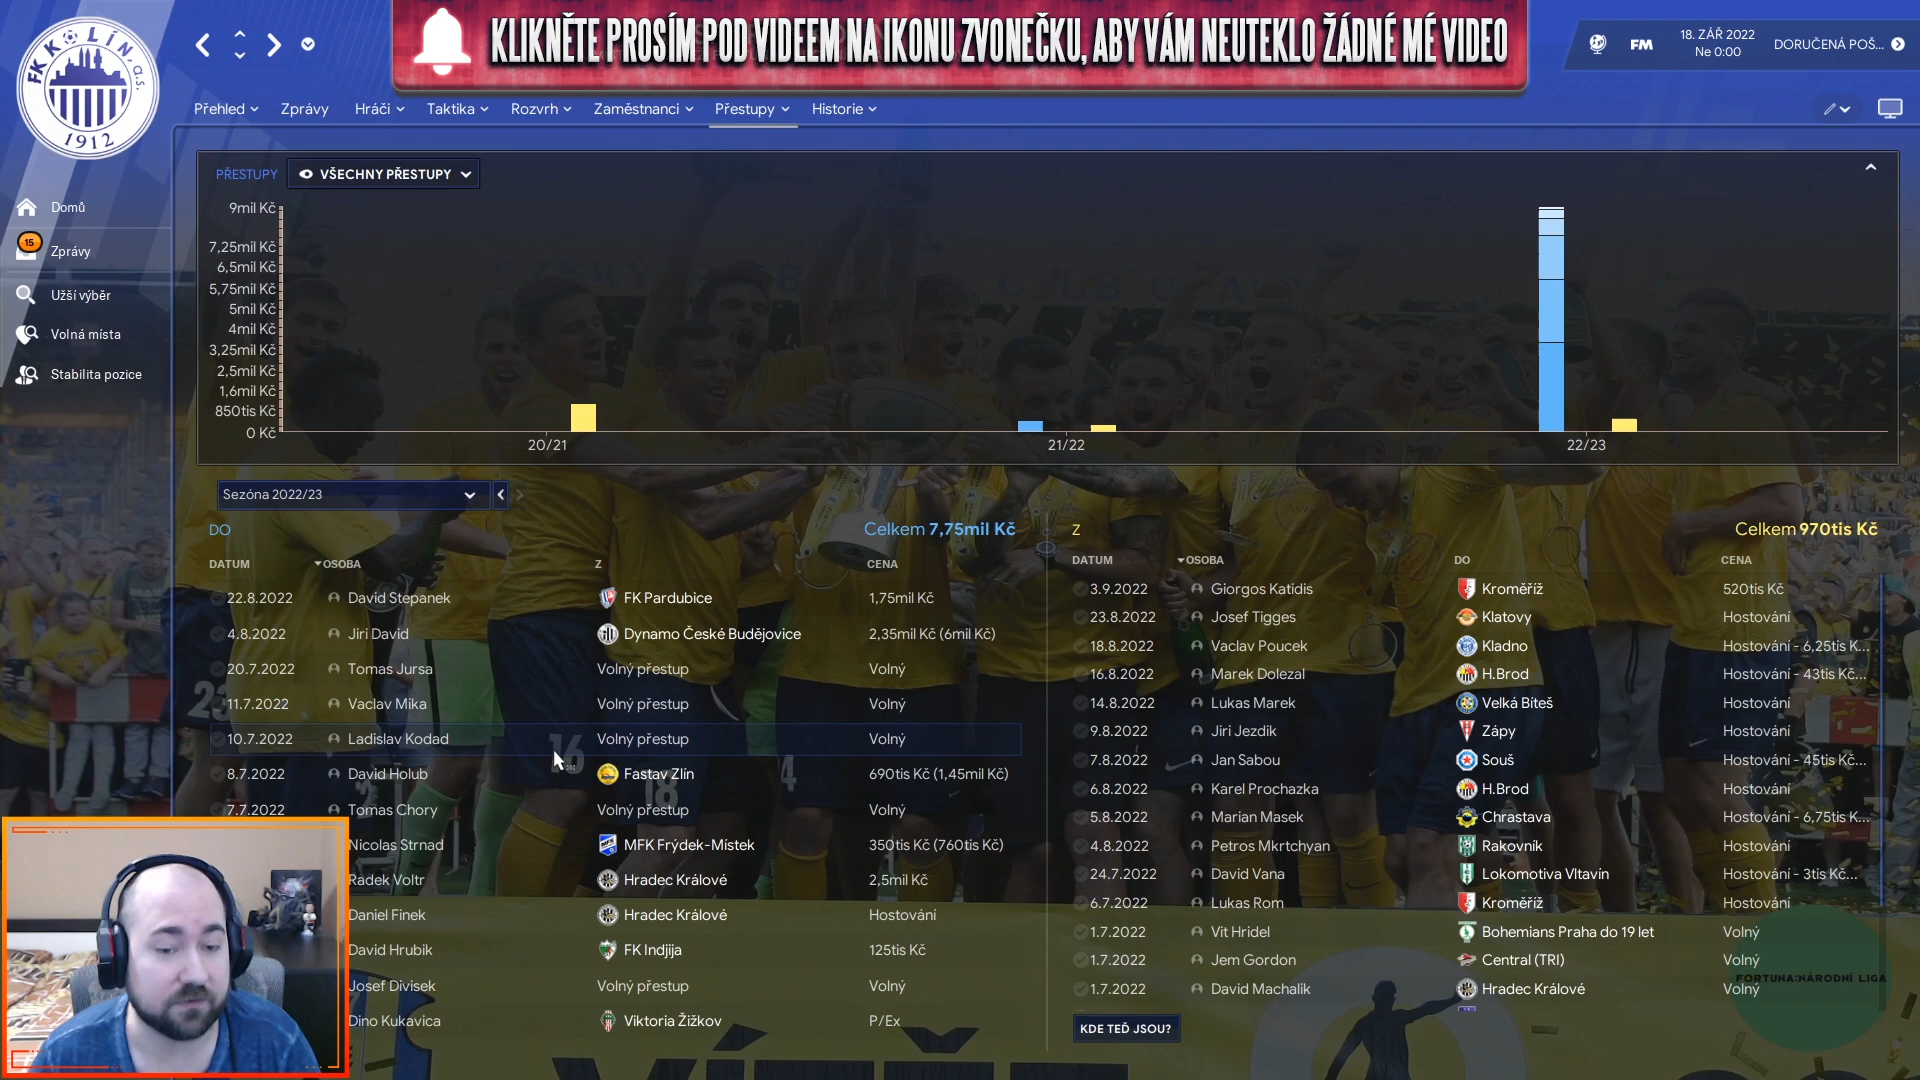 KLIKNĚTE PROSÍM POD VIDEEM NA IKONU ZVONEČKU, ABY VÁM NEUTEKLO ŽÁDNÉ MÉ VIDEO
FK KOLÍN, a.s.
1912
FM
18. ZÁŘ 2022
Ne 0:00
DORUČENÁ POŠ...
Přehled
Zprávy
Hráči
Taktika
Rozvrh
Zaměstnanci
Přestupy
Historie
Domů
15
Zprávy
Užší výběr
Volná místa
Stabilita pozice
PŘESTUPY
VŠECHNY PŘESTUPY
9mil Kč
7,25mil Kč
6,5mil Kč
5,75mil Kč
5mil Kč
4mil Kč
3,25mil Kč
2,5mil Kč
1,6mil Kč
850tis Kč
0 Kč
20/21
21/22
22/23
Sezóna 2022/23
DO
Celkem 7,75mil Kč
DATUM OSOBA Z CENA
22.8.2022 David Stepanek FK Pardubice 1,75mil Kč
4.8.2022 Jiri David Dynamo České Budějovice 2,35mil Kč (6mil Kč)
20.7.2022 Tomas Jursa Volný přestup Volný
11.7.2022 Vaclav Mika Volný přestup Volný
10.7.2022 Ladislav Kodad Volný přestup Volný
8.7.2022 David Holub Fastav Zlín 690tis Kč (1,45mil Kč)
7.7.2022 Tomas Chory Volný přestup Volný
Nicolas Strnad MFK Frýdek-Místek 350tis Kč (760tis Kč)
Radek Voltr Hradec Králové 2,5mil Kč
Daniel Finek Hradec Králové Hostování
David Hrubik FK Indjija 125tis Kč
Josef Divisek Volný přestup Volný
Dino Kukavica Viktoria Žižkov P/Ex
Z
Celkem 970tis Kč
DATUM OSOBA DO CENA
3.9.2022 Giorgos Katidis Kroměříž 520tis Kč
23.8.2022 Josef Tigges Klatovy Hostování
18.8.2022 Vaclav Poucek Kladno Hostování - 6,25tis K...
16.8.2022 Marek Dolezal H.Brod Hostování - 43tis Kč...
14.8.2022 Lukas Marek Velká Bíteš Hostování
9.8.2022 Jiri Jezdik Zápy Hostování
7.8.2022 Jan Sabou Souš Hostování - 45tis Kč...
6.8.2022 Karel Prochazka H.Brod Hostování
5.8.2022 Marian Masek Chrastava Hostování - 6,75tis K...
4.8.2022 Petros Mkrtchyan Rakovník Hostování
24.7.2022 David Vana Lokomotiva Vltavín Hostování - 3tis Kč...
6.7.2022 Lukas Rom Kroměříž Hostování
1.7.2022 Vit Hridel Bohemians Praha do 19 let Volný
1.7.2022 Jem Gordon Central (TRI) Volný
FORTUNA:NÁRODNÍ LIGA
1.7.2022 David Machalik Hradec Králové Volný
KDE TEĎ JSOU?